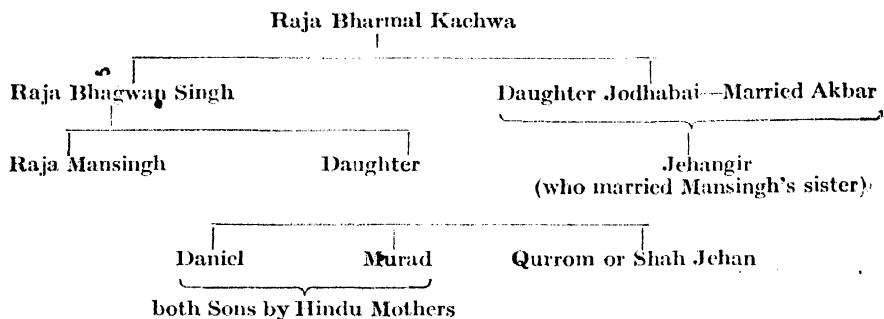 Raja Bharmal Kachwa
Raja Bhagwan Singh Daughter Jodhabai—Married Akbar
Raja Mansingh Daughter Jehangir
(who married Mansingh's sister)
Daniel Murad Qurrom or Shah Jehan
both Sons by Hindu Mothers